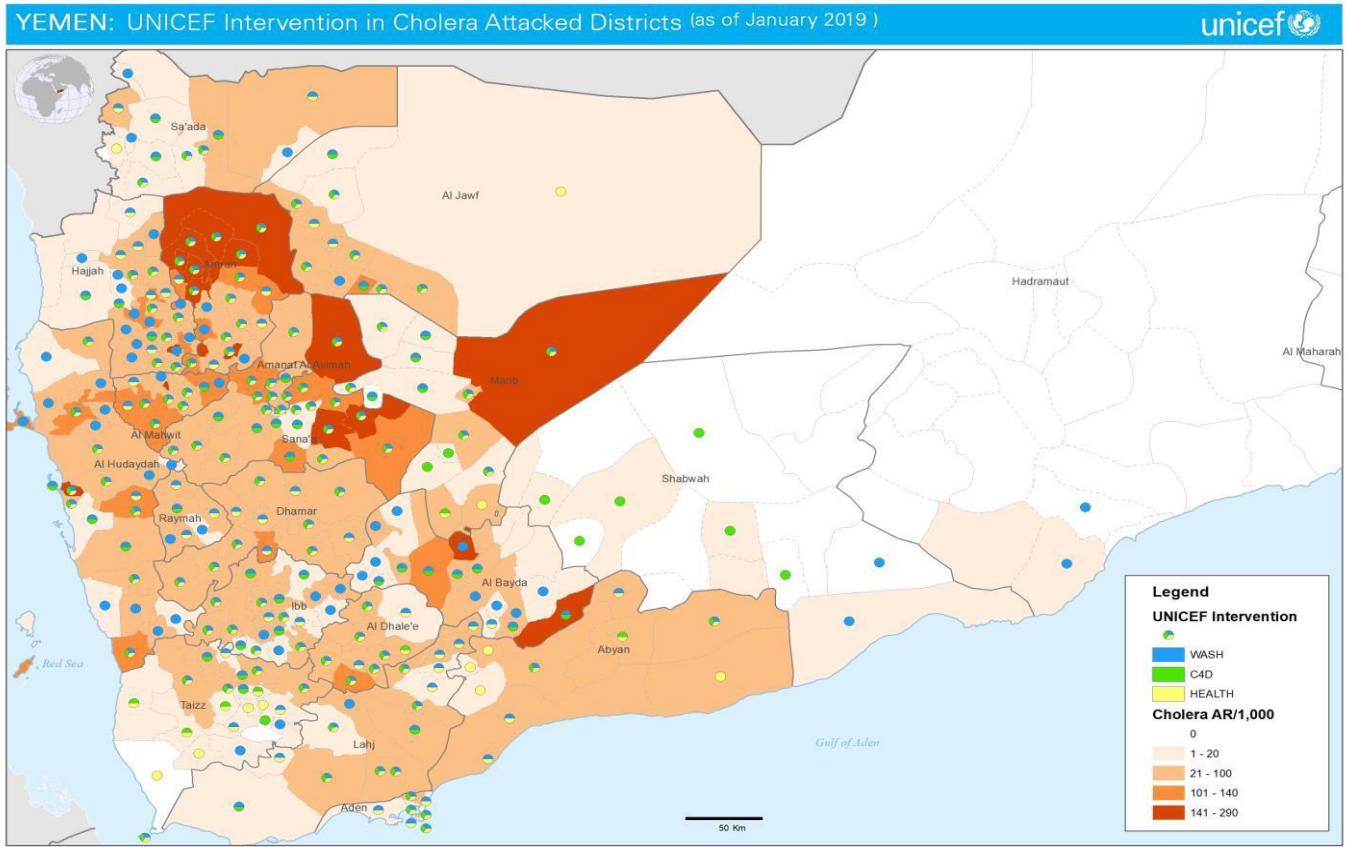 YEMEN: UNICEF Intervention in Cholera Attacked Districts (as of January 2019 )
unicef
Sa'ada
Al Jawf
Hajjah
Amran
Hadramaut
Al Maharah
Amanat Al Asimah
Marib
Al Mahwit
Sana'a
Al Hudaydah
Shabwah
Raymah
Dhamar
Al Bayda
Ibb
Al Dhale'e
Abyan
Red Sea
Taizz
Lahj
Gulf of Aden
Aden
50 Km
Legend
UNICEF Intervention
WASH
C4D
HEALTH
Cholera AR/1,000
0
1 - 20
21 - 100
101 - 140
141 - 290